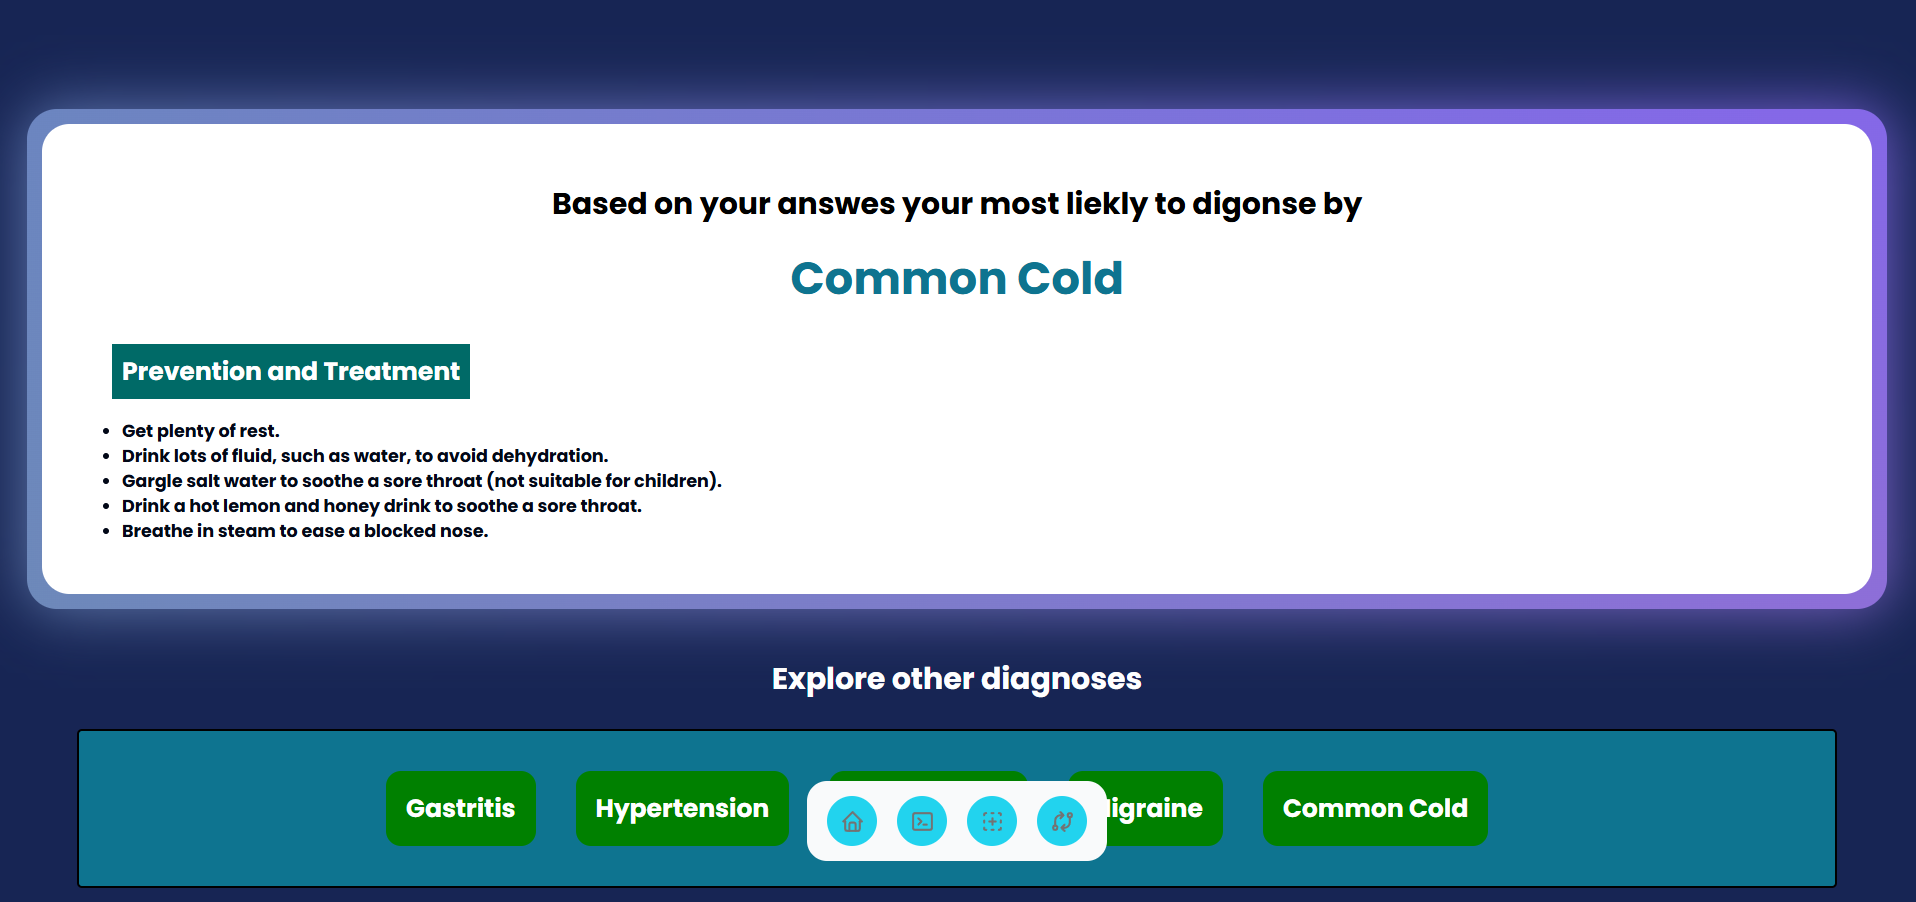 Based on your answes your most liekly to digonse by
Common Cold
Prevention and Treatment
Get plenty of rest.
Drink lots of fluid, such as water, to avoid dehydration.
Gargle salt water to soothe a sore throat (not suitable for children).
Drink a hot lemon and honey drink to soothe a sore throat.
Breathe in steam to ease a blocked nose.
Explore other diagnoses
Gastritis Hypertension Migraine Common Cold